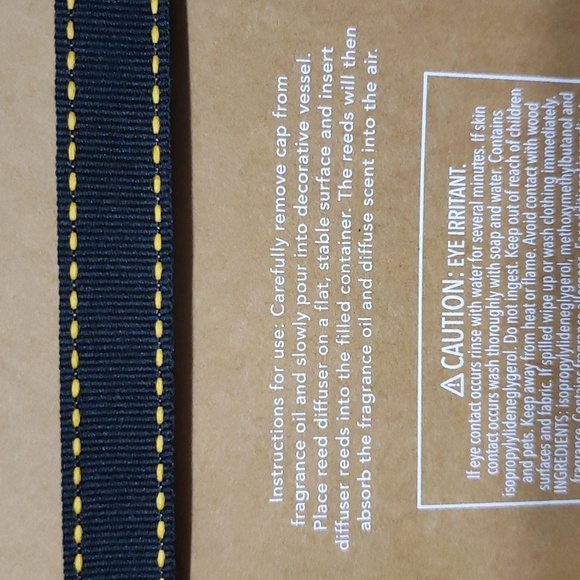 Instructions for use: Carefully remove cap from
fragrance oil and slowly pour into decorative vessel.
Place reed diffuser on a flat, stable surface and insert
diffuser reeds into the filled container. The reeds will then
absorb the fragrance oil and diffuse scent into the air.
⚠ CAUTION: EYE IRRITANT.
If eye contact occurs rinse with water for several minutes. If skin
contact occurs wash thoroughly with soap and water. Contains
isopropylideneglygerol. Do not ingest. Keep out of reach of children
and pets. Keep away from heat or flame. Avoid contact with wood
surfaces and fabric. If spilled wipe up or wash clothing immediately.
INGREDIENTS: isopropylylideneglygerol, methoxymethylbutanol and